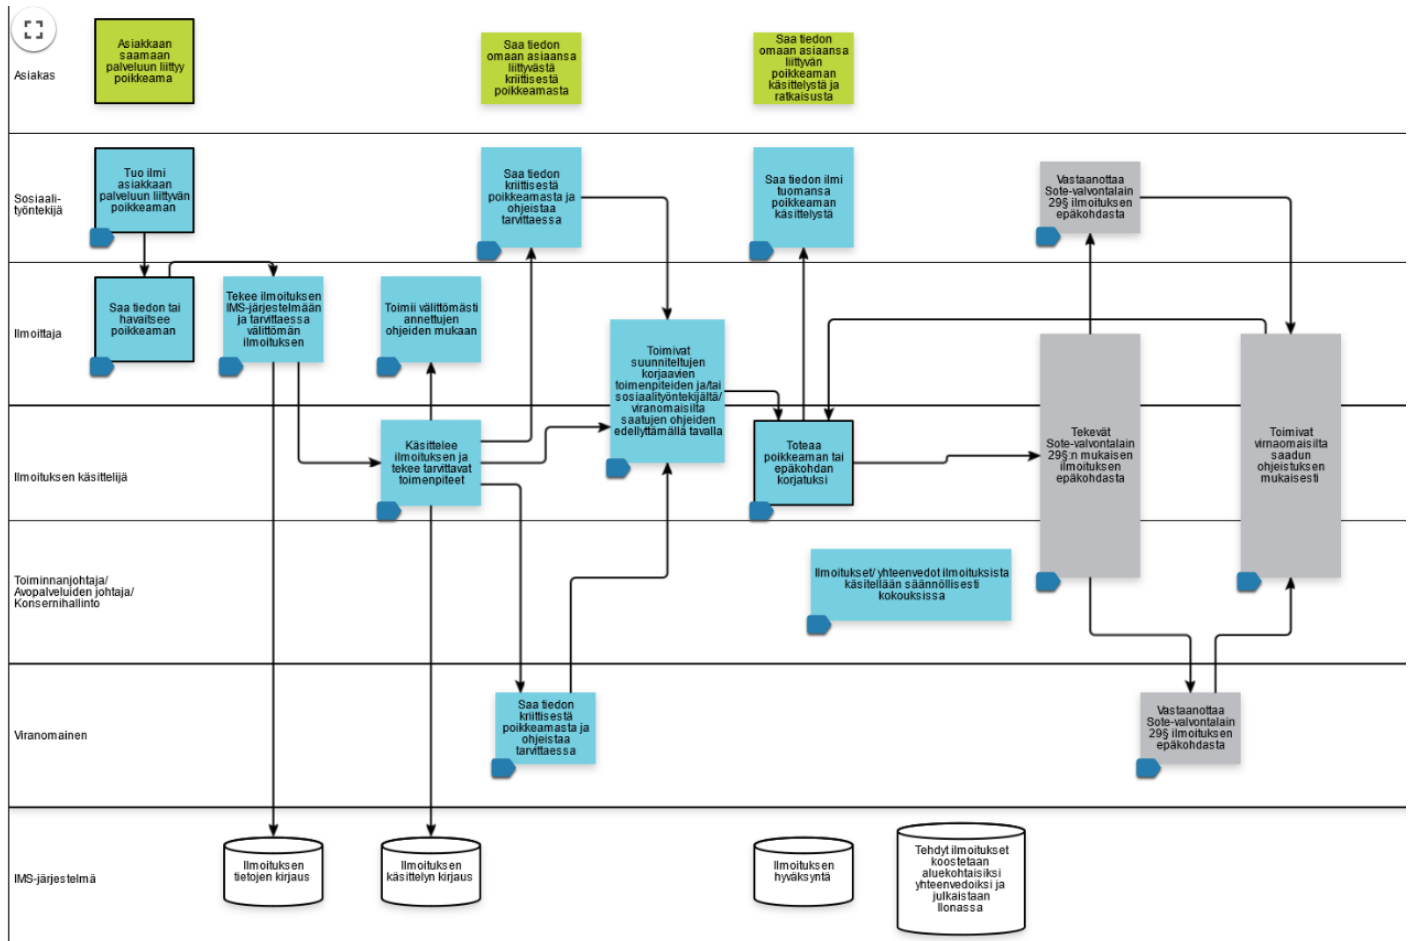 Asiakas
Asiakkaan
saamaan
palveluun liittyy
poikkeama
Saa tiedon
omaan asiaansa
liittyvästä
kriittisestä
poikkeamasta
Saa tiedon
omaan asiaansa
liittyvän
poikkeaman
käsittelystä ja
ratkaisusta
Sosiaali-
työntekijä
Tuo ilmi
asiakkaan
palveluun liittyvän
poikkeaman
Saa tiedon
kriittisestä
poikkeamasta ja
ohjeistaa
tarvittaessa
Saa tiedon ilmi
tuomansa
poikkeaman
käsittelystä
Vastaanottaa
Sote-valvontalain
29§ ilmoituksen
epäkohdasta
Ilmoittaja
Saa tiedon tai
havaitsee
poikkeaman
Tekee ilmoituksen
IMS-järjestelmään
ja tarvittaessa
välittömän
ilmoituksen
Toimii välittömästi
annettujen
ohjeiden mukaan
Toimivat
suunniteltujen
korjaavien
toimenpiteiden ja/tai
sosiaalityöntekijältä/
viranomaisilta
saatujen ohjeiden
edellyttämällä tavalla
Ilmoituksen käsittelijä
Käsittelee
ilmoituksen ja
tekee tarvittavat
toimenpiteet
Toteaa
poikkeaman tai
epäkohdan
korjatuksi
Tekevät
Sote-valvontalain
29§:n mukaisen
ilmoituksen
epäkohdasta
Toimivat
virnaomaisilta
saadun
ohjeistuksen
mukaisesti
Toiminnanjohtaja/
Avopalveluiden johtaja/
Konsernihallinto
Ilmoitukset/ yhteenvedot ilmoituksista
käsitellään säännöllisesti
kokouksissa
Viranomainen
Saa tiedon
kriittisestä
poikkeamasta ja
ohjeistaa
tarvittaessa
Vastaanottaa
Sote-valvontalain
29§ ilmoituksen
epäkohdasta
IMS-järjestelmä
Ilmoituksen
tietojen kirjaus
Ilmoituksen
käsittelyn kirjaus
Ilmoituksen
hyväksyntä
Tehdyt ilmoitukset
koostetaan
aluekohtaisiksi
yhteenvedoiksi ja
julkaistaan
Ilonassa